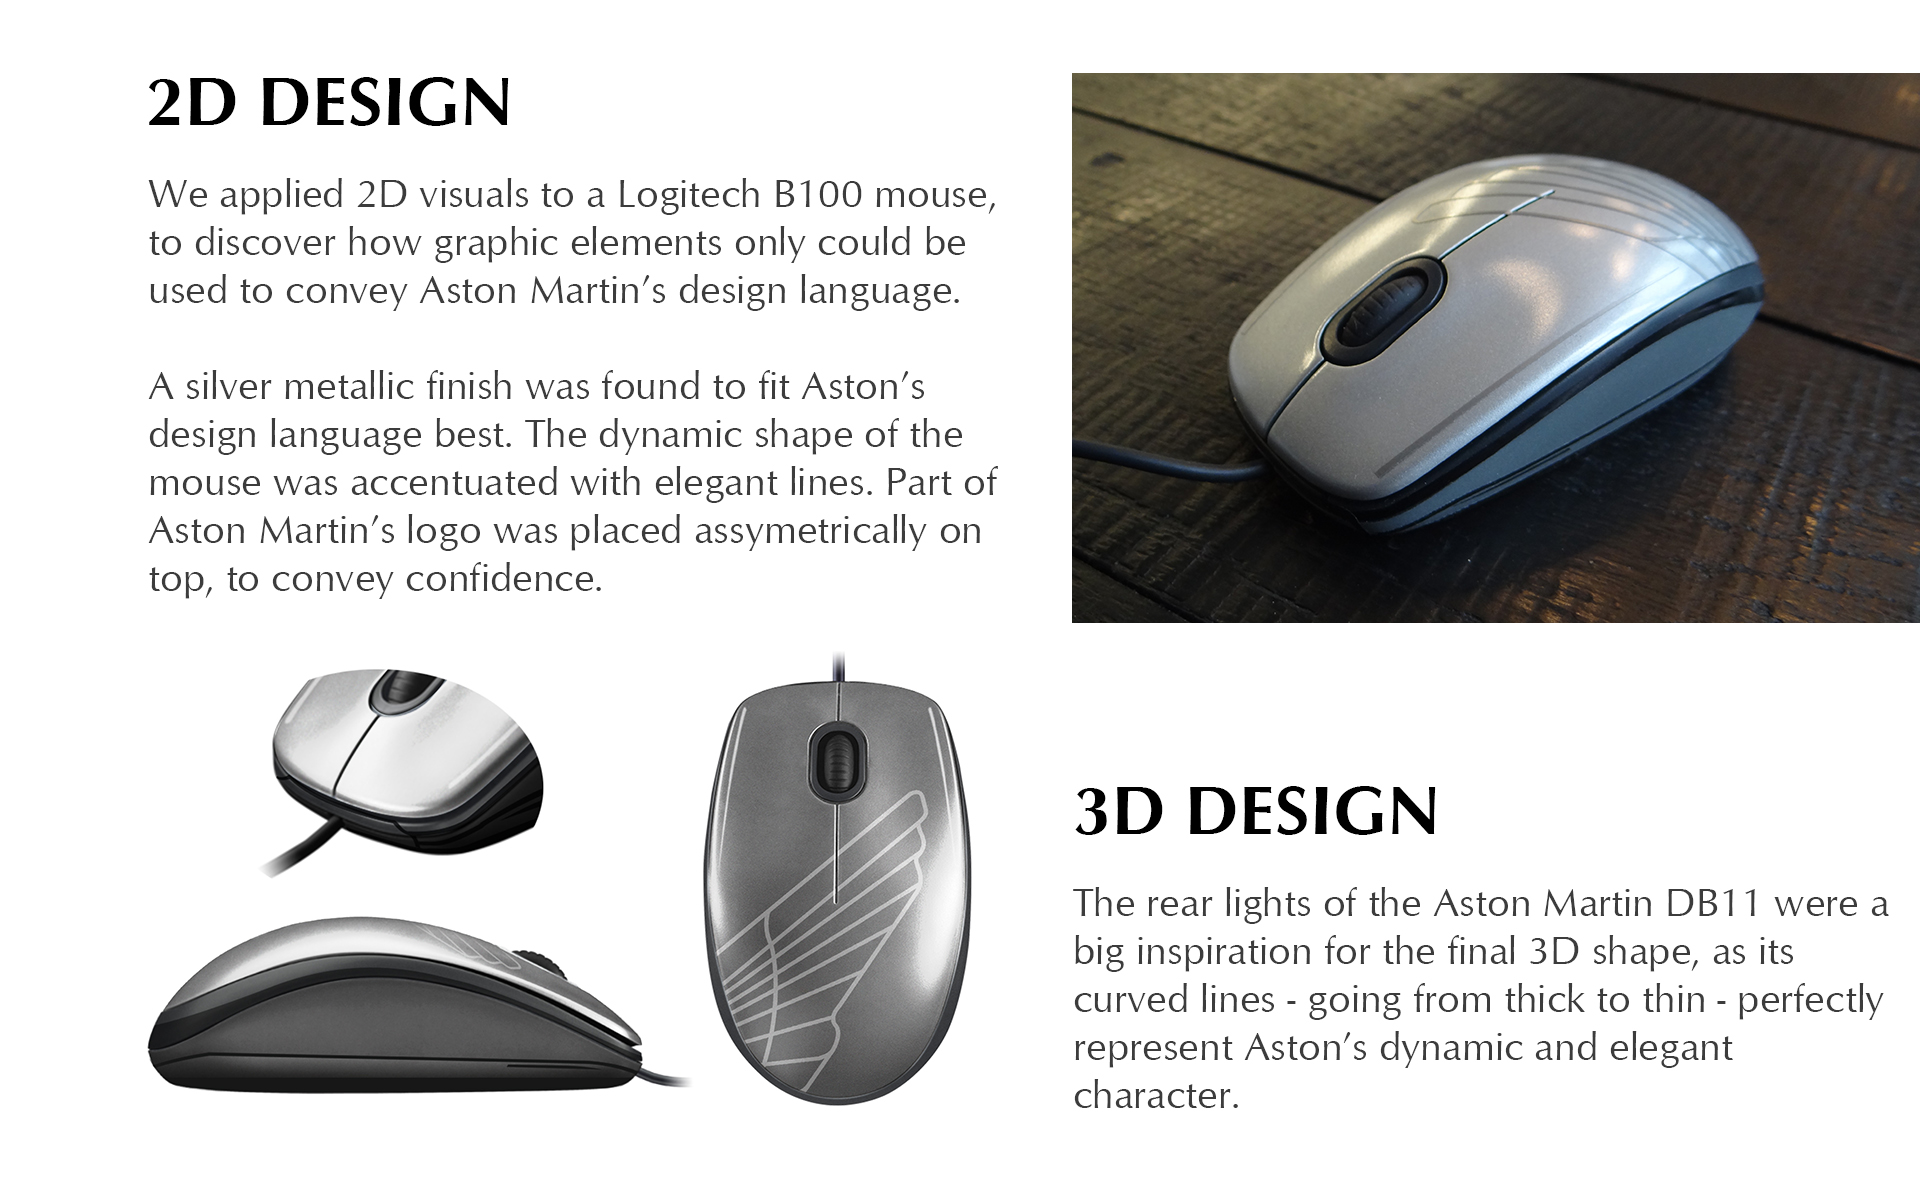 2D DESIGN
We applied 2D visuals to a Logitech B100 mouse,
to discover how graphic elements only could be
used to convey Aston Martin’s design language.
A silver metallic finish was found to fit Aston’s
design language best. The dynamic shape of the
mouse was accentuated with elegant lines. Part of
Aston Martin’s logo was placed assymetrically on
top, to convey confidence.
3D DESIGN
The rear lights of the Aston Martin DB11 were a
big inspiration for the final 3D shape, as its
curved lines - going from thick to thin - perfectly
represent Aston’s dynamic and elegant
character.